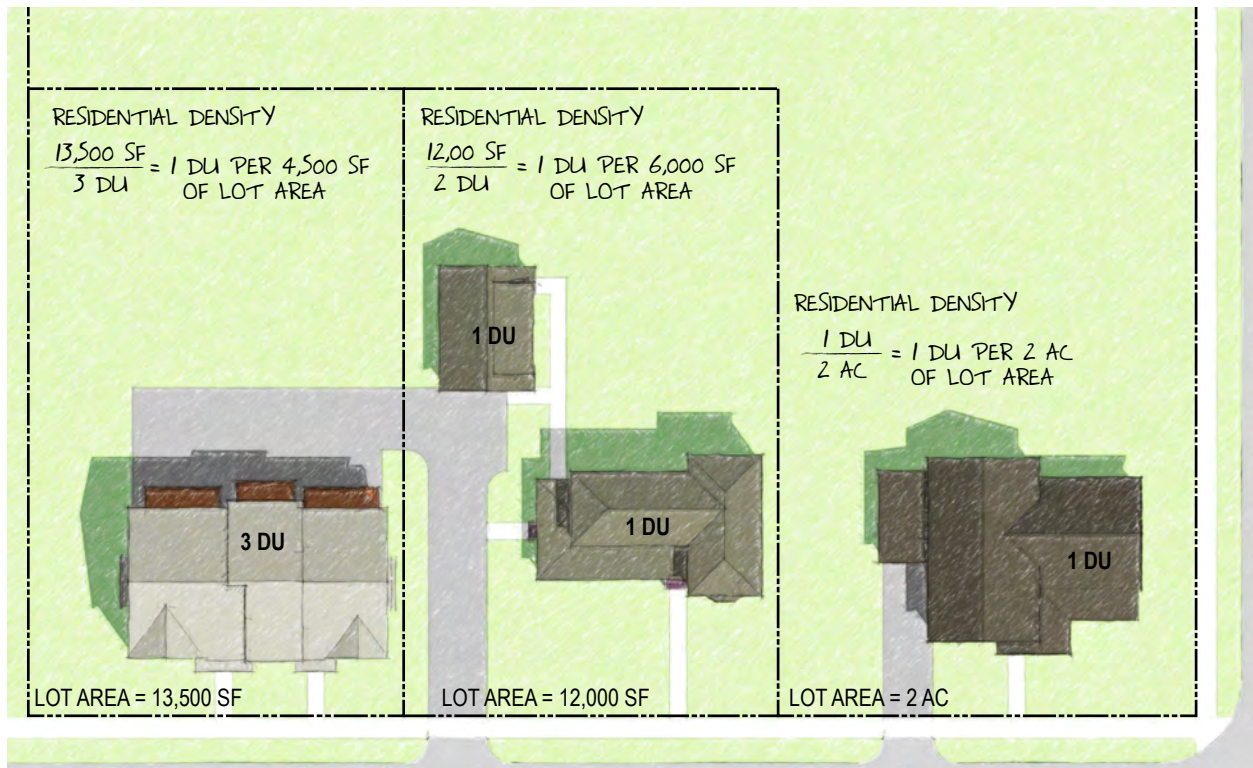 RESIDENTIAL DENSITY
13,500 SF
3 DU
= 1 DU PER 4,500 SF
OF LOT AREA
RESIDENTIAL DENSITY
12,00 SF
2 DU
= 1 DU PER 6,000 SF
OF LOT AREA
1 DU
RESIDENTIAL DENSITY
1 DU
2 AC
= 1 DU PER 2 AC
OF LOT AREA
3 DU
1 DU
1 DU
LOT AREA = 13,500 SF
LOT AREA = 12,000 SF
LOT AREA = 2 AC